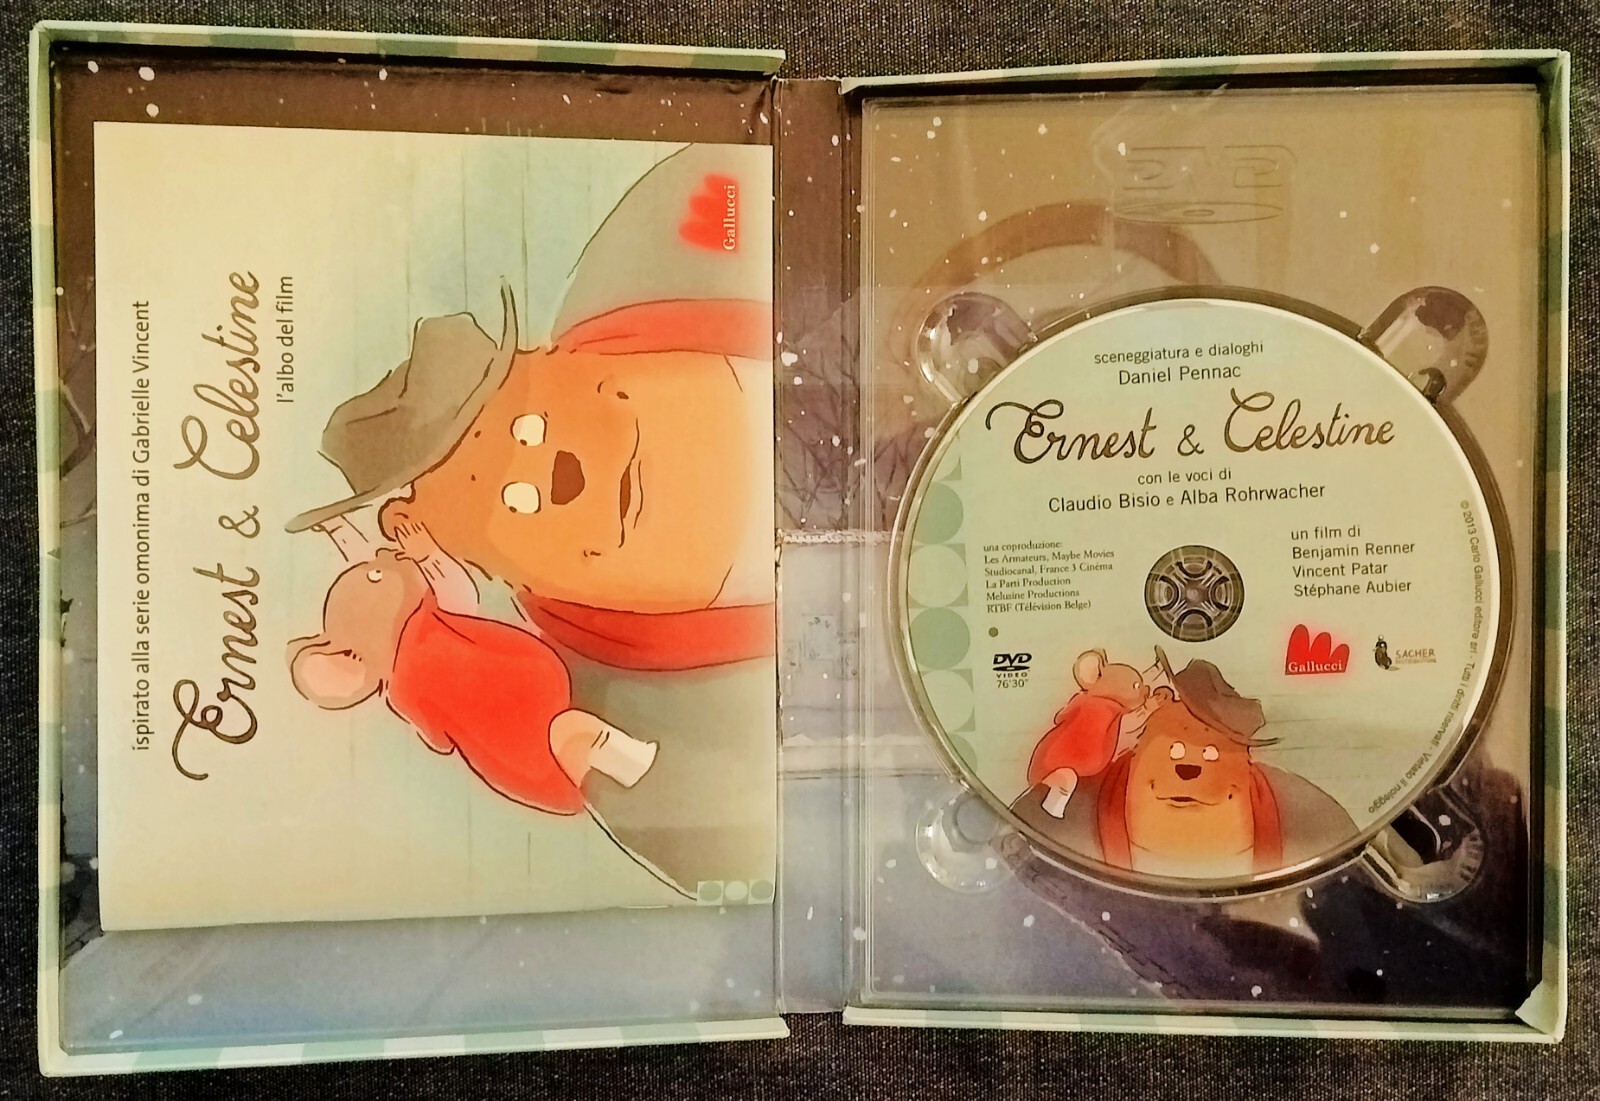 ispirato alla serie omonima di Gabrielle Vincent
Ernest & Celestine
l'albo del film
Gallucci
sceneggiatura e dialoghi
Daniel Pennac
Ernest & Celestine
con le voci di
Claudio Bisio e Alba Rohrwacher
una coproduzione:
Les Armateurs, Maybe Movies
Studiocanal, France 3 Cinéma
La Parti Production
Melusine Productions
RTBF (Télévision Belge)
un film di
Benjamin Renner
Vincent Patar
Stéphane Aubier
DVD
VIDEO
76'30"
Gallucci
SACHER
© 2013 Carlo Gallucci editore srl - Tutti i diritti riservati - Vietato il noleggio
DVD